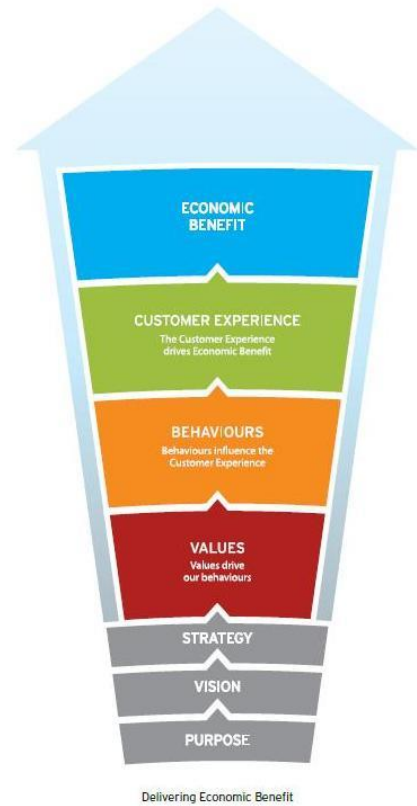 ECONOMIC
BENEFIT
CUSTOMER EXPERIENCE
The Customer Experience
drives Economic Benefit
BEHAVIOURS
Behaviours influence the
Customer Experience
VALUES
Values drive
our behaviours
STRATEGY
VISION
PURPOSE
Delivering Economic Benefit